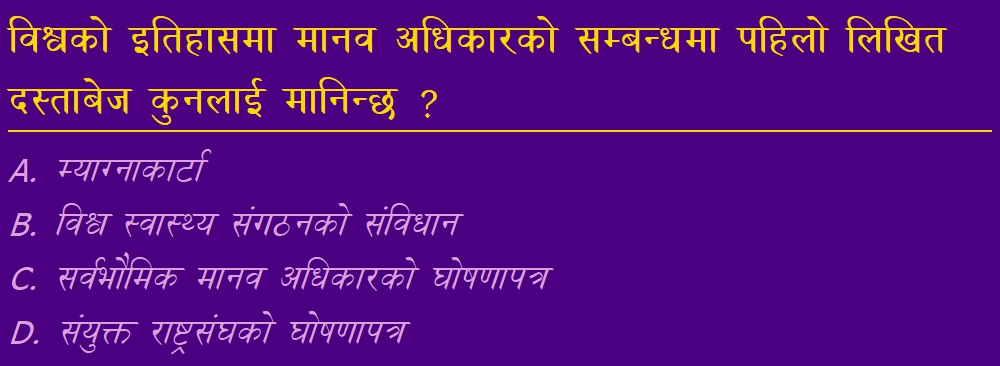 विश्वको इतिहासमा मानव अधिकारको सम्बन्धमा पहिलो लिखित
दस्ताबेज कुनलाई मानिन्छ ?
A. म्याग्नाकार्टा
B. विश्व स्वास्थ्य संगठनको संविधान
C. सर्वभौमिक मानव अधिकारको घोषणापत्र
D. संयुक्त राष्ट्रसंघको घोषणापत्र